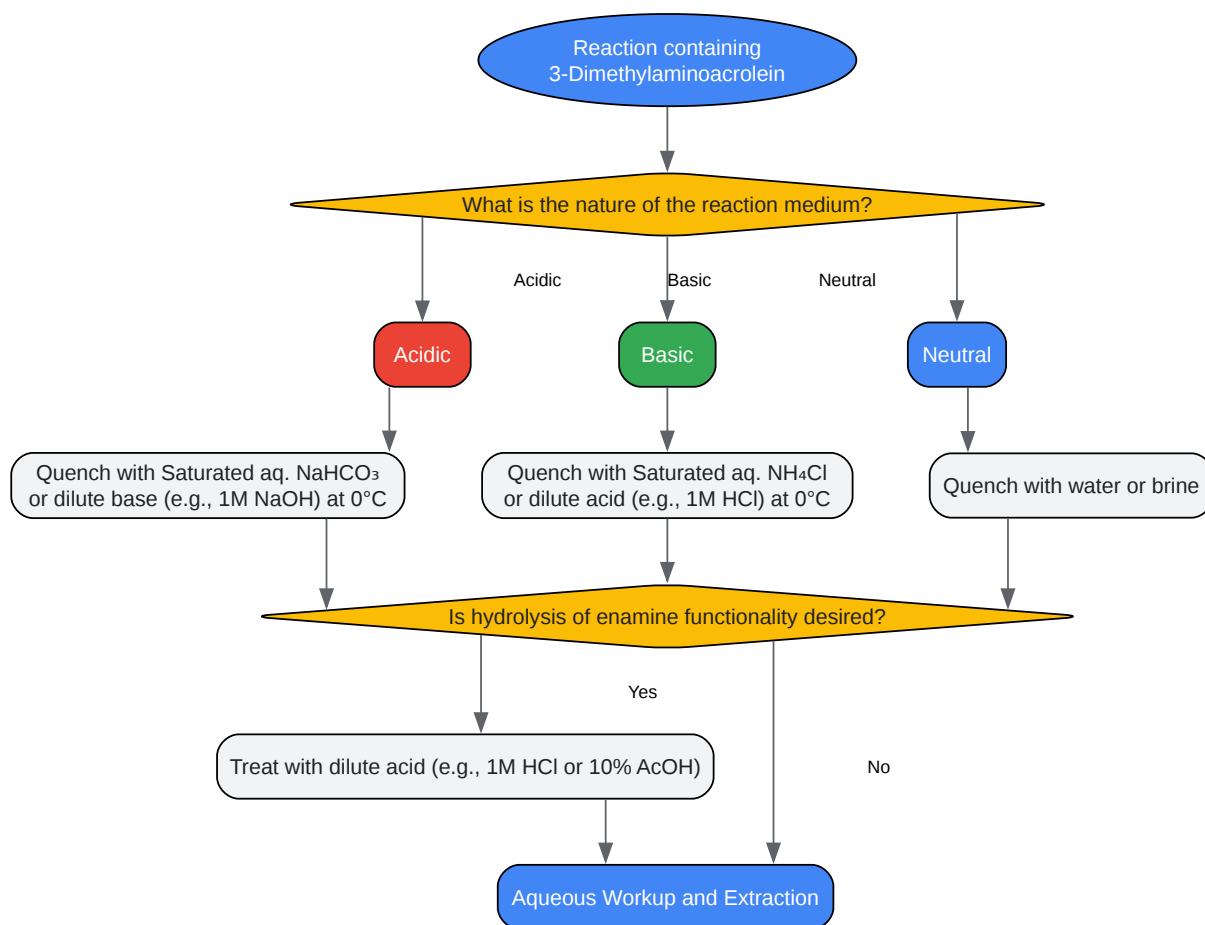 Reaction containing
3-Dimethylaminoacrolein
What is the nature of the reaction medium?
Acidic
Basic
Neutral
Acidic
Basic
Neutral
Quench with Saturated aq. NaHCO₃
or dilute base (e.g., 1M NaOH) at 0°C
Quench with Saturated aq. NH₄Cl
or dilute acid (e.g., 1M HCl) at 0°C
Quench with water or brine
Is hydrolysis of enamine functionality desired?
Yes
Treat with dilute acid (e.g., 1M HCl or 10% AcOH)
No
Aqueous Workup and Extraction